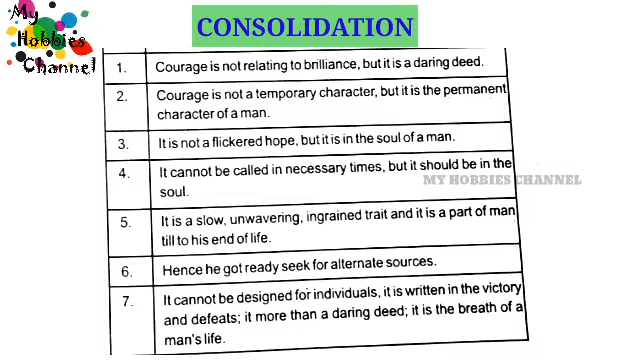 My
Hobbies
Channel
CONSOLIDATION
1. Courage is not relating to brilliance, but it is a daring deed.
2. Courage is not a temporary character, but it is the permanent
character of a man.
3. It is not a flickered hope, but it is in the soul of a man.
4. It cannot be called in necessary times, but it should be in the
soul.
MY HOBBIES CHANNEL
5. It is a slow, unwavering, ingrained trait and it is a part of man
till to his end of life.
6. Hence he got ready seek for alternate sources.
7. It cannot be designed for individuals, it is written in the victory
and defeats; it more than a daring deed; it is the breath of a
man's life.